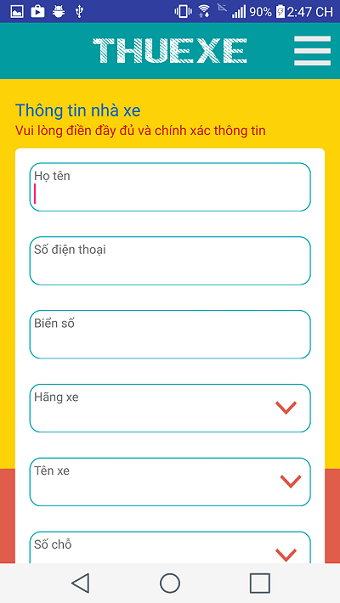 90% 2:47 CH
THUEXE
Thông tin nhà xe
Vui lòng điền đầy đủ và chính xác thông tin
Họ tên
Số điện thoại
Biển số
Hãng xe
Tên xe
Số chỗ